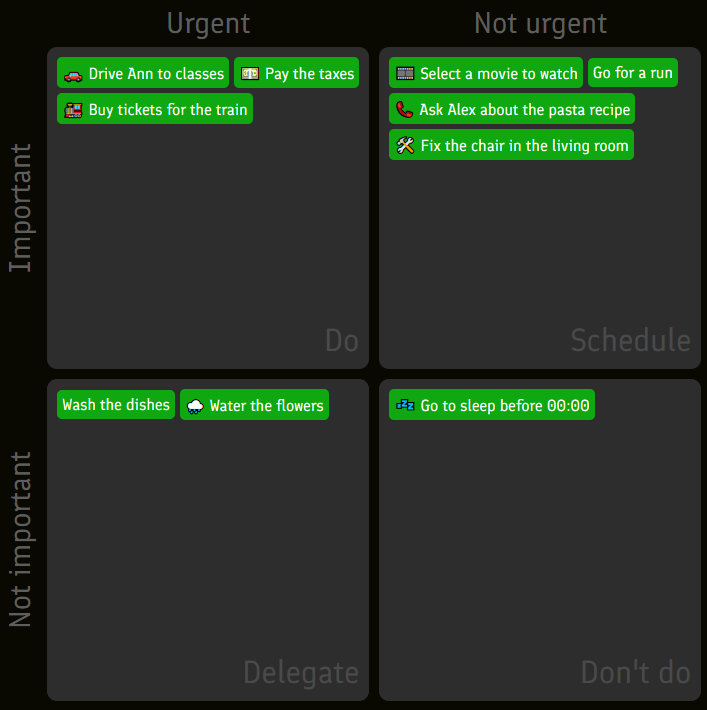 Urgent
Not urgent
Important
Drive Ann to classes
Pay the taxes
Buy tickets for the train
Do
Select a movie to watch
Go for a run
Ask Alex about the pasta recipe
Fix the chair in the living room
Schedule
Not important
Wash the dishes
Water the flowers
Delegate
Go to sleep before 00:00
Don't do